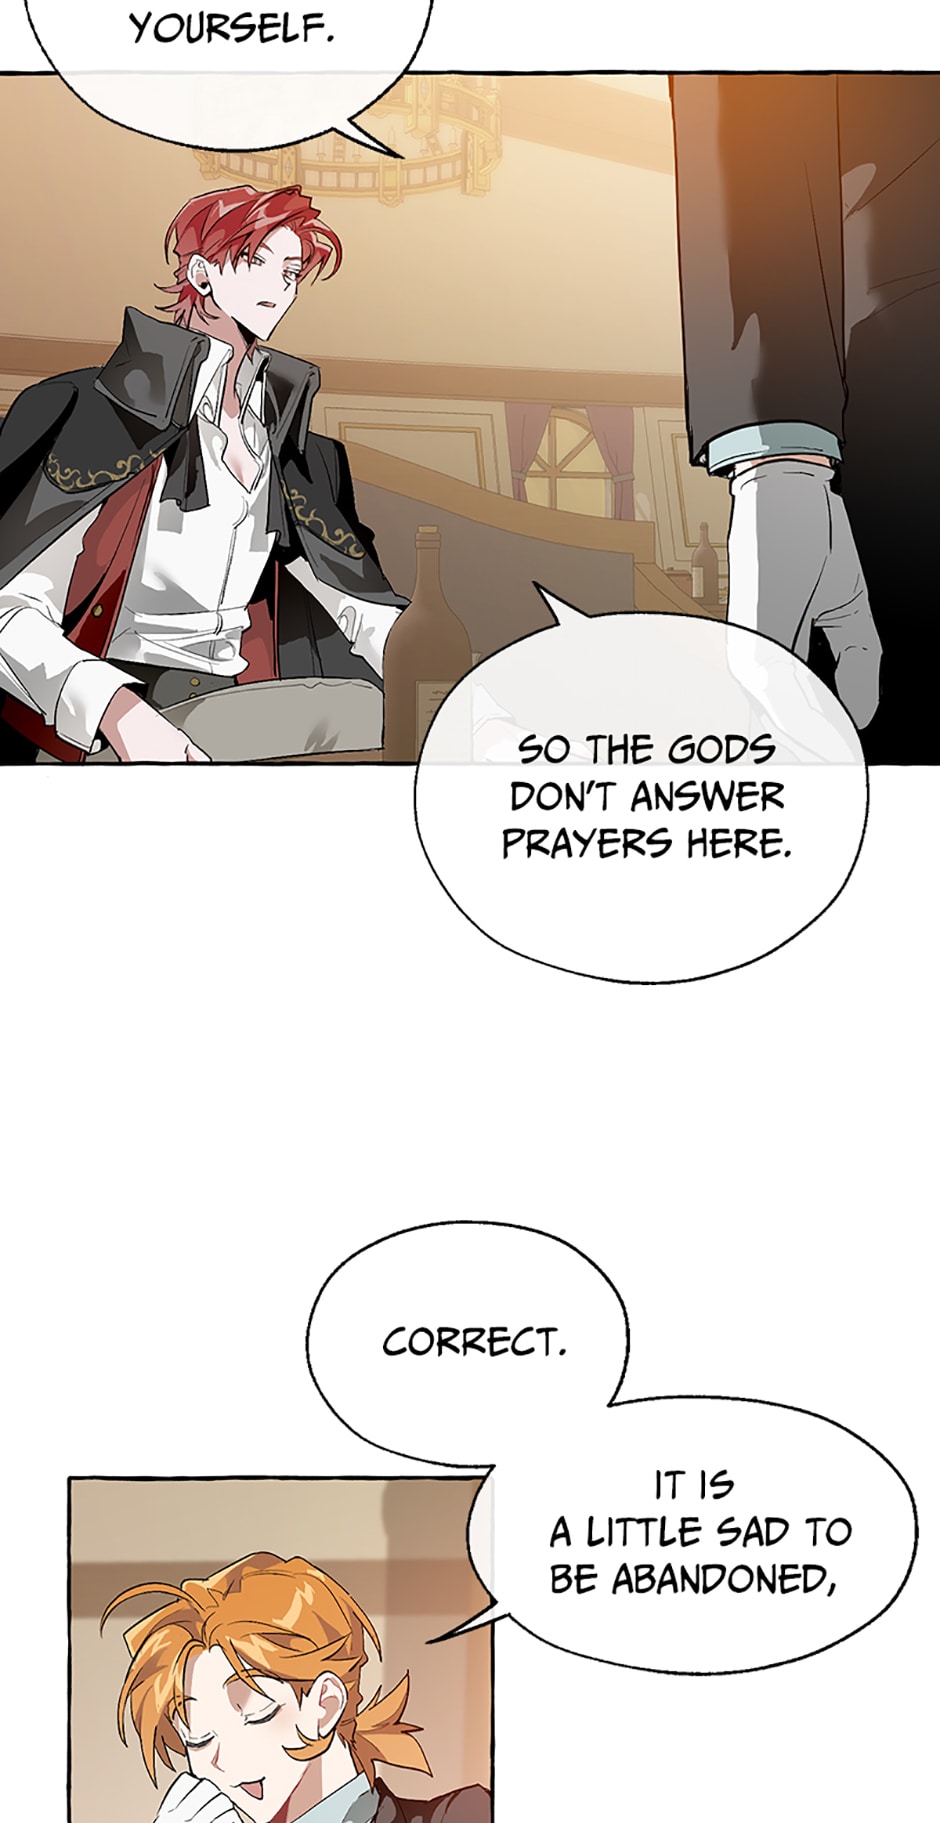 YOURSELF.
SO THE GODS
DON'T ANSWER
PRAYERS HERE.
CORRECT.
IT IS
A LITTLE SAD TO
BE ABANDONED,